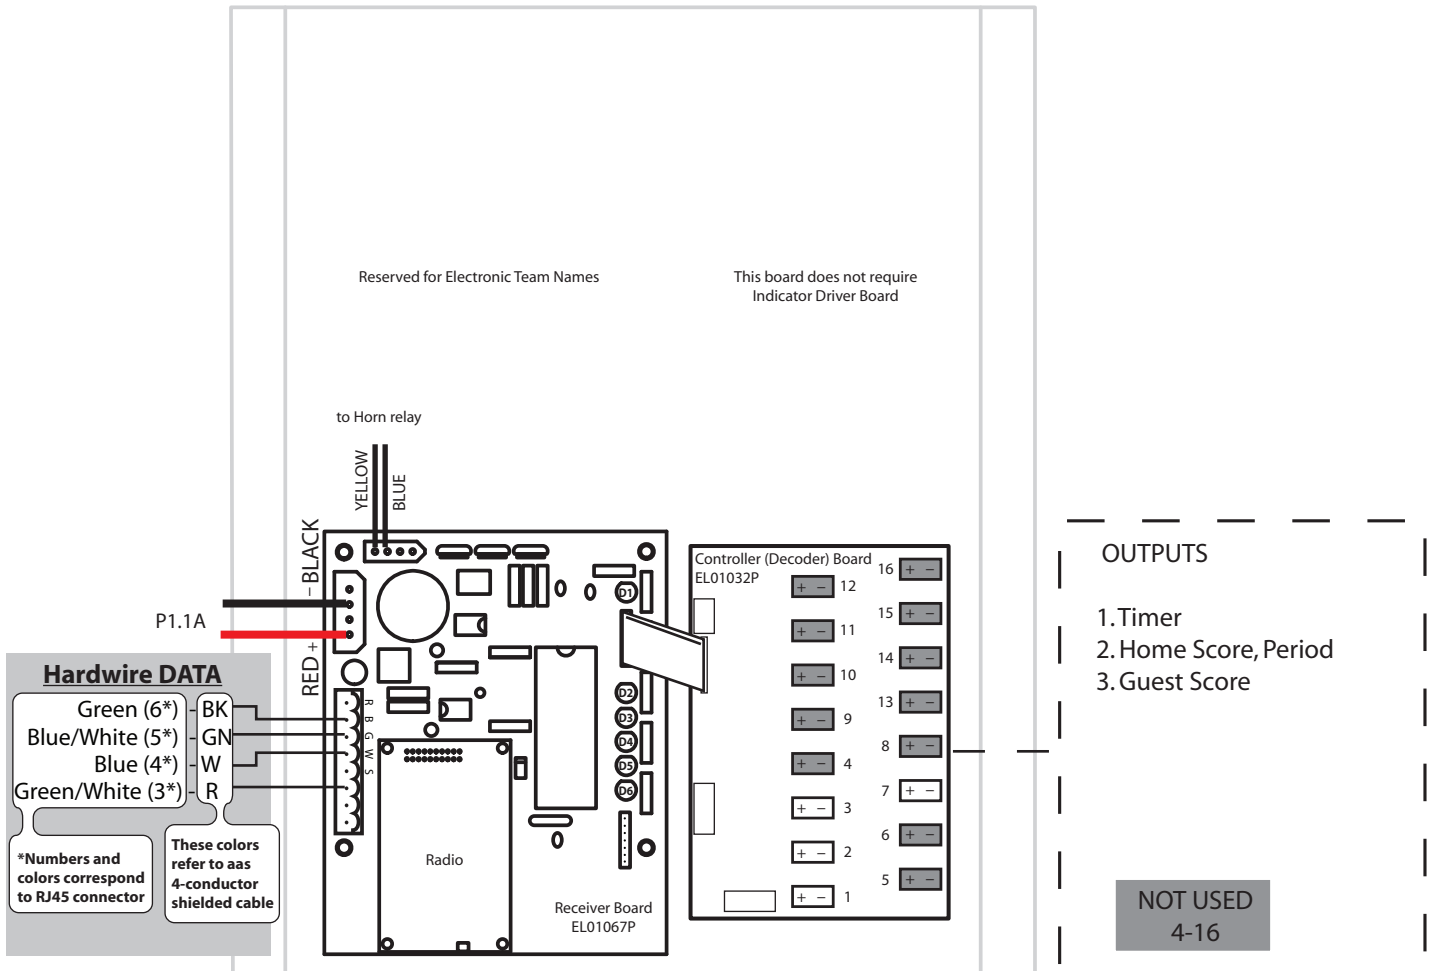 Reserved for Electronic Team Names
This board does not require
Indicator Driver Board
to Horn relay
YELLOW
BLUE
– BLACK
RED +
P1.1A
Hardwire DATA
Green (6*) - BK
Blue/White (5*) - GN
Blue (4*) - W
Green/White (3*) - R
*Numbers and
colors correspond
to RJ45 connector
These colors
refer to aas
4-conductor
shielded cable
R
B
G
W
S
D1
D2
D3
D4
D5
D6
Radio
Receiver Board
EL01067P
Controller (Decoder) Board
EL01032P
+ – 12
+ – 11
+ – 10
+ – 9
+ – 4
+ – 3
+ – 2
+ – 1
16 + –
15 + –
14 + –
13 + –
8 + –
7 + –
6 + –
5 + –
OUTPUTS
1. Timer
2. Home Score, Period
3. Guest Score
NOT USED
4-16